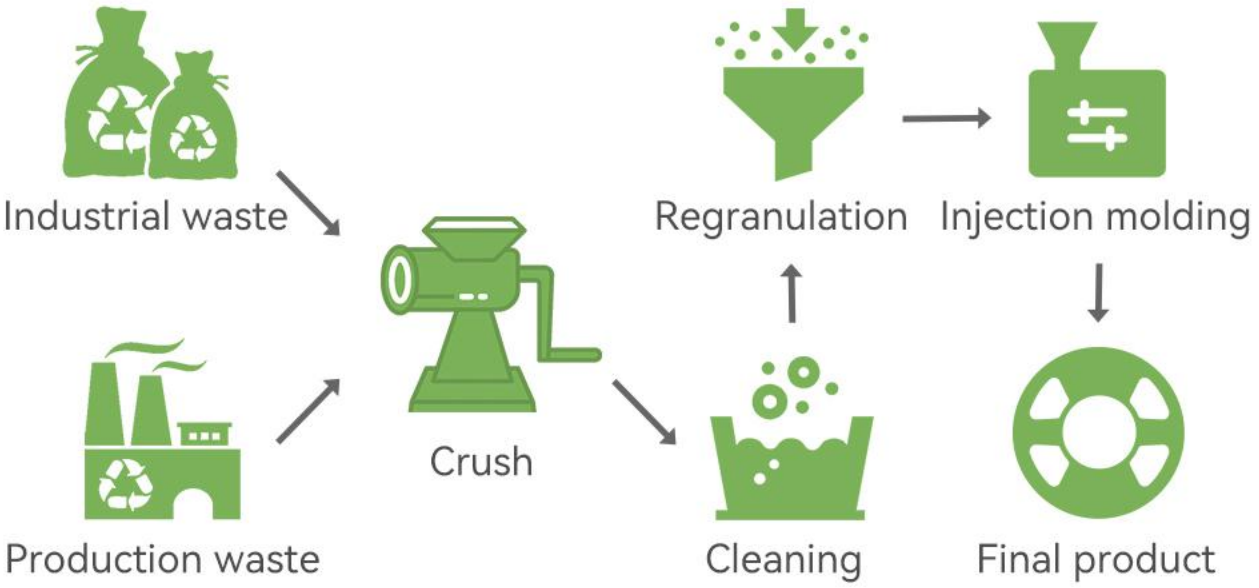 Industrial waste
Production waste
Crush
Cleaning
Regranulation
Injection molding
Final product